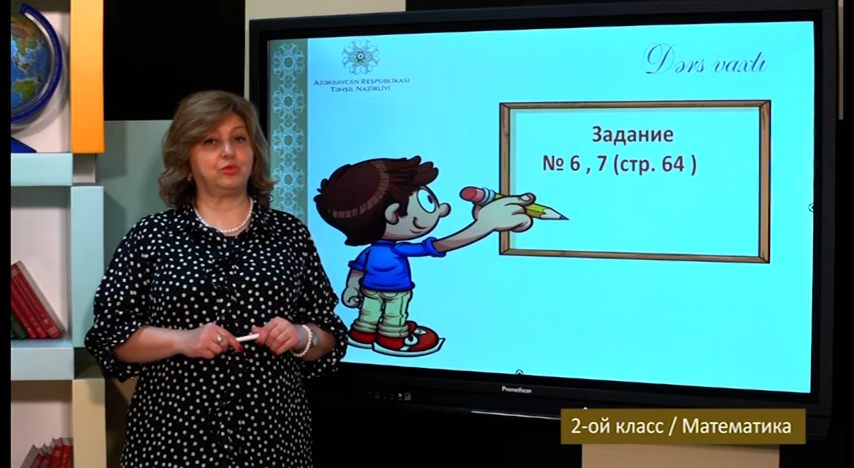 AZƏRBAYCAN RESPUBLİKASI
TƏHSİL NAZİRLİYİ
Dərs vaxtı
Задание
№ 6 , 7 (стр. 64 )
Promethean
2-ой класс / Математика